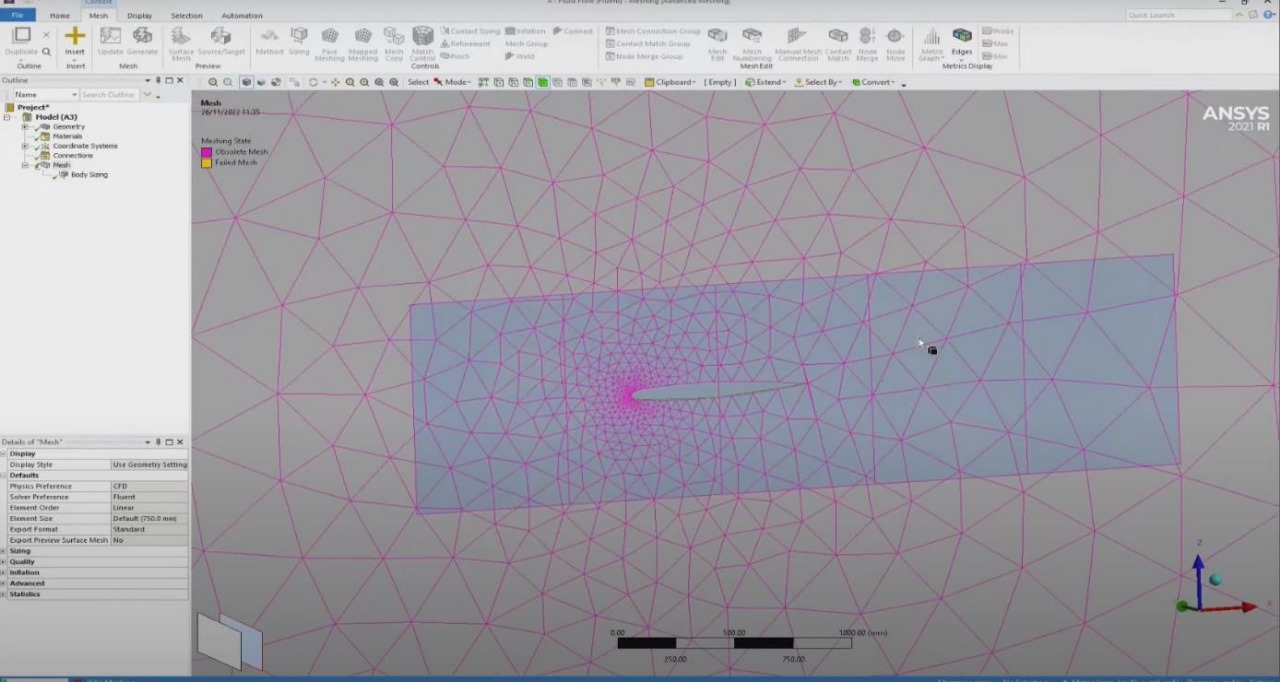 A : Fluid Flow (Fluent) - Meshing [Advanced Meshing]
Context
File Home Mesh Display Selection Automation
Quick Launch
Duplicate
Outline
Insert
Insert
Update Generate
Mesh
Surface Mesh
Source/Target
Preview
Method Sizing
Face Meshing
Mapped Meshing
Mesh Copy
Match Control
Contact Sizing
Refinement
Pinch
Inflation
Mesh Group
Weld
Connect
Controls
Mesh Connection Group
Contact Match Group
Node Merge Group
Mesh Edit
Mesh Numbering
Manual Mesh Connection
Contact Match
Node Merge
Node Move
Mesh Edit
Metric Graph
Edges
Probe
Max
Min
Metrics Display
Select Mode Clipboard [ Empty ] Extend Select By Convert
Outline
Name Search Outline
Project*
Model (A3)
Geometry
Materials
Coordinate Systems
Connections
Mesh
Body Sizing
Mesh
26/11/2022 11:35
Meshing State
Obsolete Mesh
Failed Mesh
ANSYS
2021 R1
Details of "Mesh"
Display
Display Style Use Geometry Setting
Defaults
Physics Preference CFD
Solver Preference Fluent
Element Order Linear
Element Size Default (750.0 mm)
Export Format Standard
Export Preview Surface Mesh No
Sizing
Quality
Inflation
Advanced
Statistics
0.00 500.00 1000.00 (mm)
250.00 750.00
Z
X